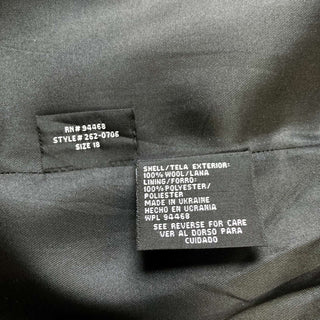 RN# 94468
STYLE# 262-0706
SIZE 18
SHELL/TELA EXTERIOR:
100% WOOL/LANA
LINING/FORRO:
100% POLYESTER/
POLIESTER
MADE IN UKRAINE
HECHO EN UCRANIA
WPL 94468
SEE REVERSE FOR CARE
VER AL DORSO PARA
CUIDADO